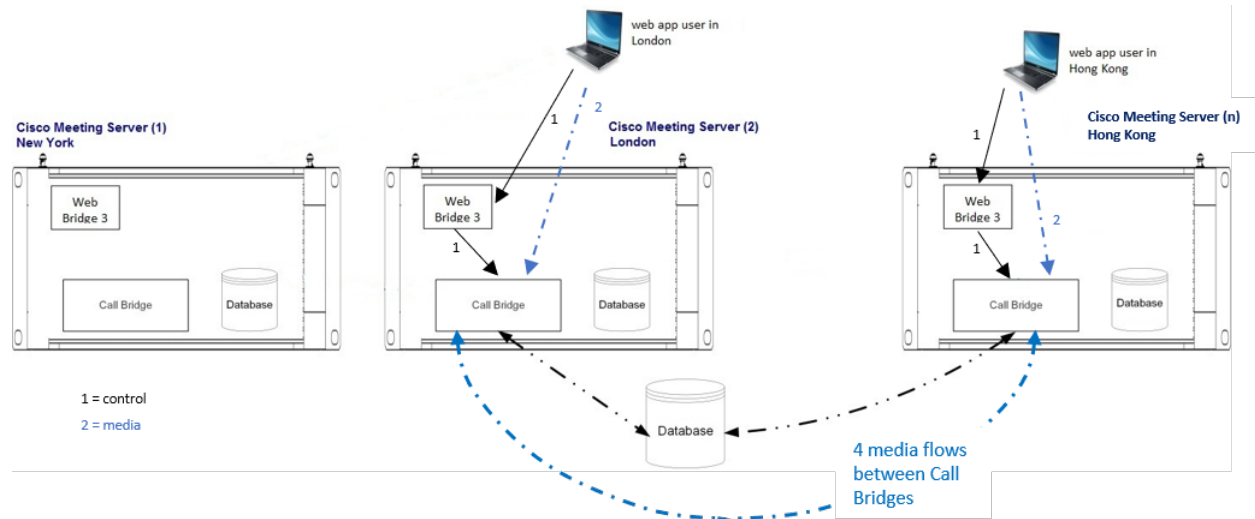 web app user in
London
web app user in
Hong Kong
Cisco Meeting Server (1)
New York
Cisco Meeting Server (2)
London
Cisco Meeting Server (n)
Hong Kong
1
2
1
2
Web
Bridge 3
Web
Bridge 3
Web
Bridge 3
1
1
Call Bridge
Database
Call Bridge
Database
Call Bridge
Database
1 = control
2 = media
Database
4 media flows
between Call
Bridges